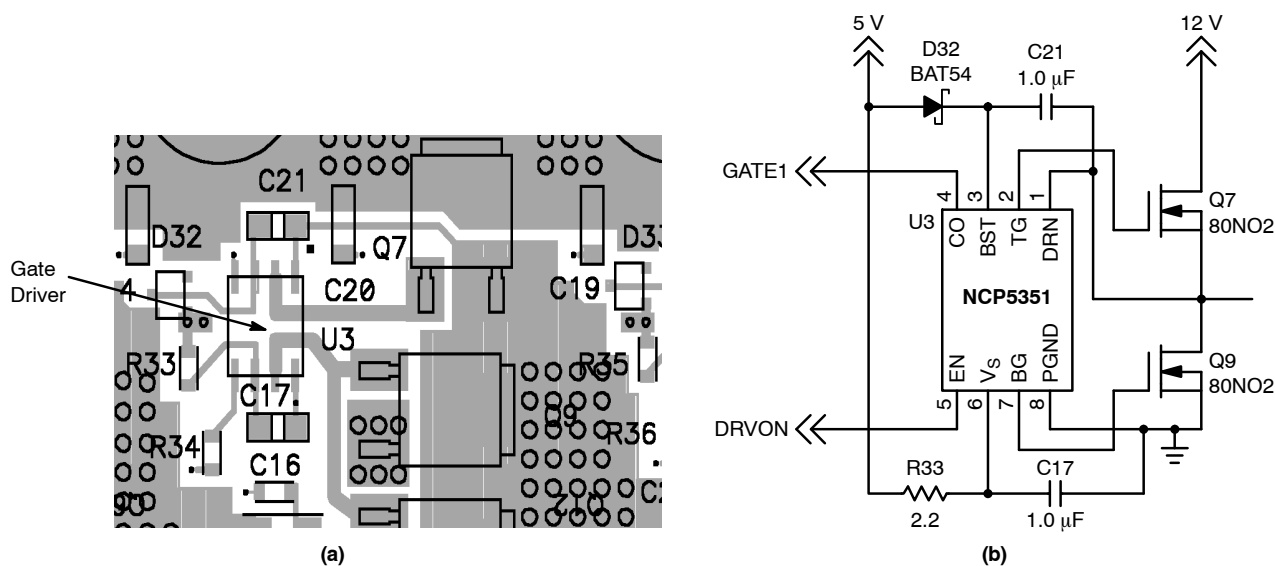 C21
D32
Q7
D33
Gate
Driver
4
C20
C19
U3
R33
R35
C17.
R34
R36
C16
(a)
5 V
12 V
D32
BAT54
C21
1.0 μF
GATE1
4
3
2
1
U3
CO
BST
TG
DRN
Q7
80NO2
NCP5351
EN
VS
BG
PGND
Q9
80NO2
5
6
7
8
DRVON
R33
2.2
C17
1.0 μF
(b)